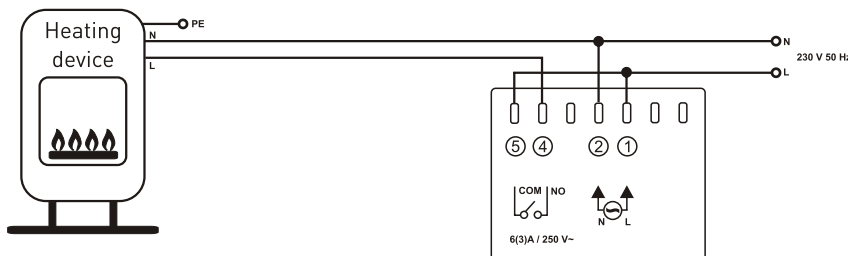 Heating
device
PE
N
L
N
230 V 50 Hz
L
5 4 2 1
COM NO
N L
6(3)A / 250 V~